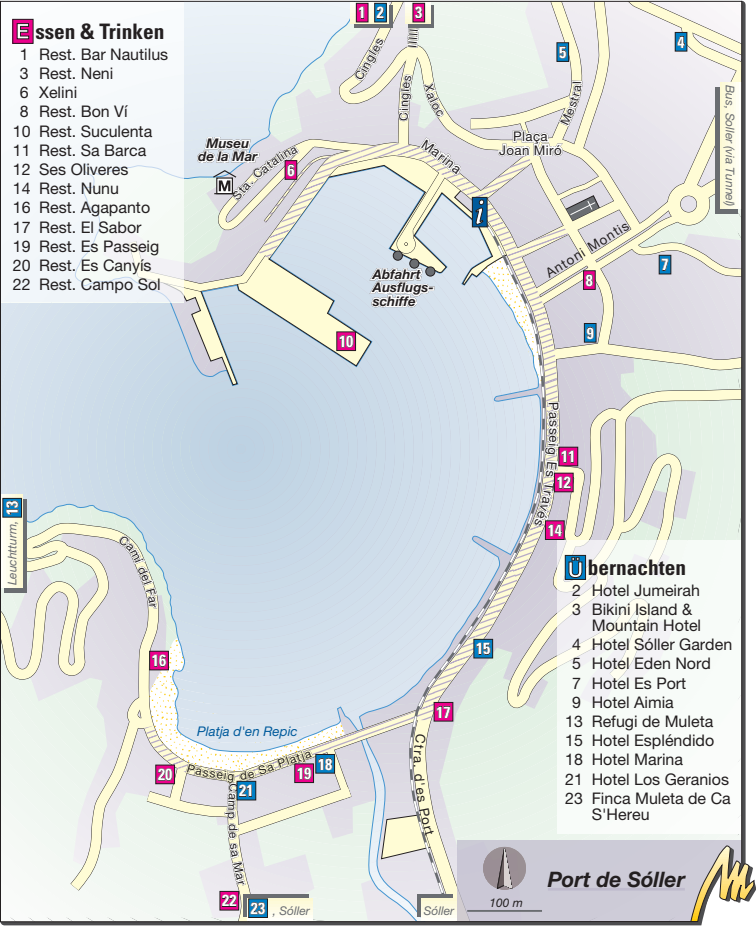 Essen & Trinken
1 Rest. Bar Nautilus
3 Rest. Neni
6 Xelini
8 Rest. Bon Ví
10 Rest. Suculenta
11 Rest. Sa Barca
12 Ses Oliveres
14 Rest. Nunu
16 Rest. Agapanto
17 Rest. El Sabor
19 Rest. Es Passeig
20 Rest. Es Canyís
22 Rest. Campo Sol
1 2 3
Cingles
Cingles
Xaloc
5
4
Mestral
Bus, Soller (via Tunnel)
Plaça
Joan Miró
Marina
Museu
de la Mar
M
Sta. Catalina
6
i
Antoni Montis
7
8
9
Abfahrt
Ausflugs-
schiffe
10
Passeig Es Través
11
12
14
Leuchtturm, 13
Camí del Far
16
15
17
Platja d'en Repic
Passeig de Sa Platja
18
19
20
21
Camp de sa Mar
Ctra. d'es Port
22
23 , Sóller
Sóller
Übernachten
2 Hotel Jumeirah
3 Bikini Island &
Mountain Hotel
4 Hotel Sóller Garden
5 Hotel Eden Nord
7 Hotel Es Port
9 Hotel Aimia
13 Refugi de Muleta
15 Hotel Espléndido
18 Hotel Marina
21 Hotel Los Geranios
23 Finca Muleta de Ca
S'Hereu
100 m
Port de Sóller